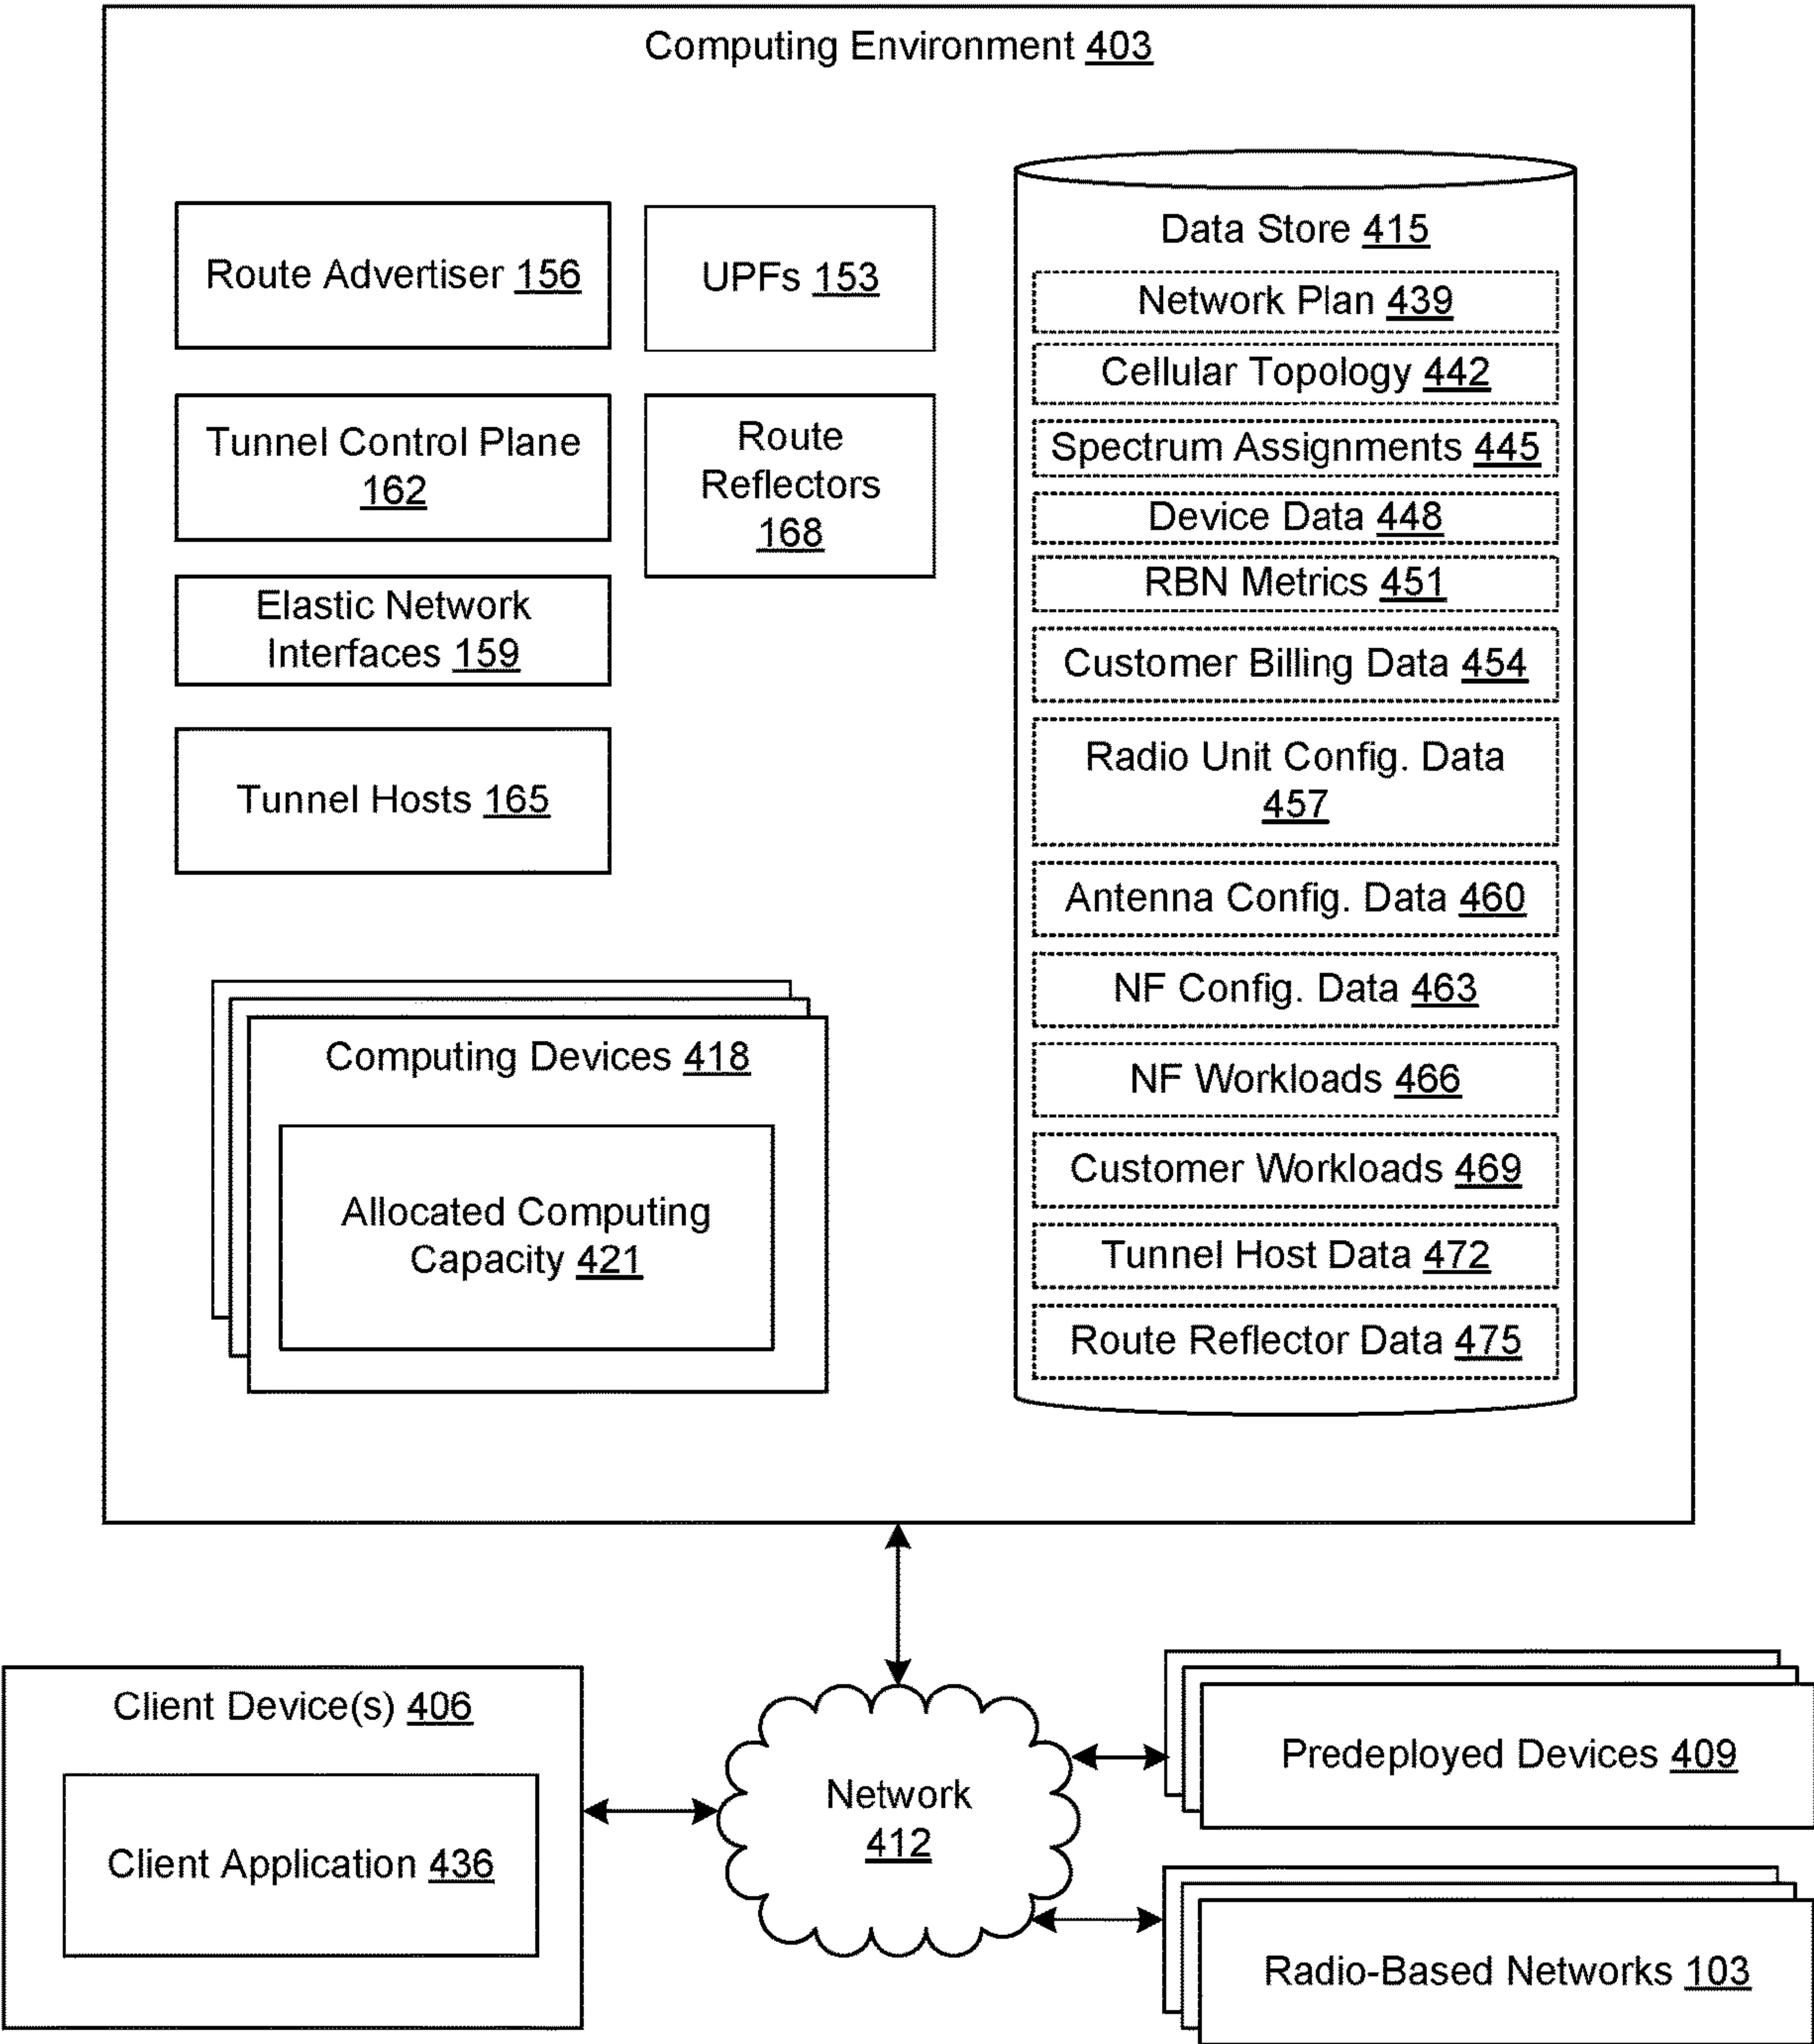 Computing Environment 403
Route Advertiser 156
UPFs 153
Tunnel Control Plane
162
Route
Reflectors
168
Elastic Network
Interfaces 159
Tunnel Hosts 165
Computing Devices 418
Allocated Computing
Capacity 421
Data Store 415
Network Plan 439
Cellular Topology 442
Spectrum Assignments 445
Device Data 448
RBN Metrics 451
Customer Billing Data 454
Radio Unit Config. Data
457
Antenna Config. Data 460
NF Config. Data 463
NF Workloads 466
Customer Workloads 469
Tunnel Host Data 472
Route Reflector Data 475
Client Device(s) 406
Client Application 436
Network
412
Predeployed Devices 409
Radio-Based Networks 103